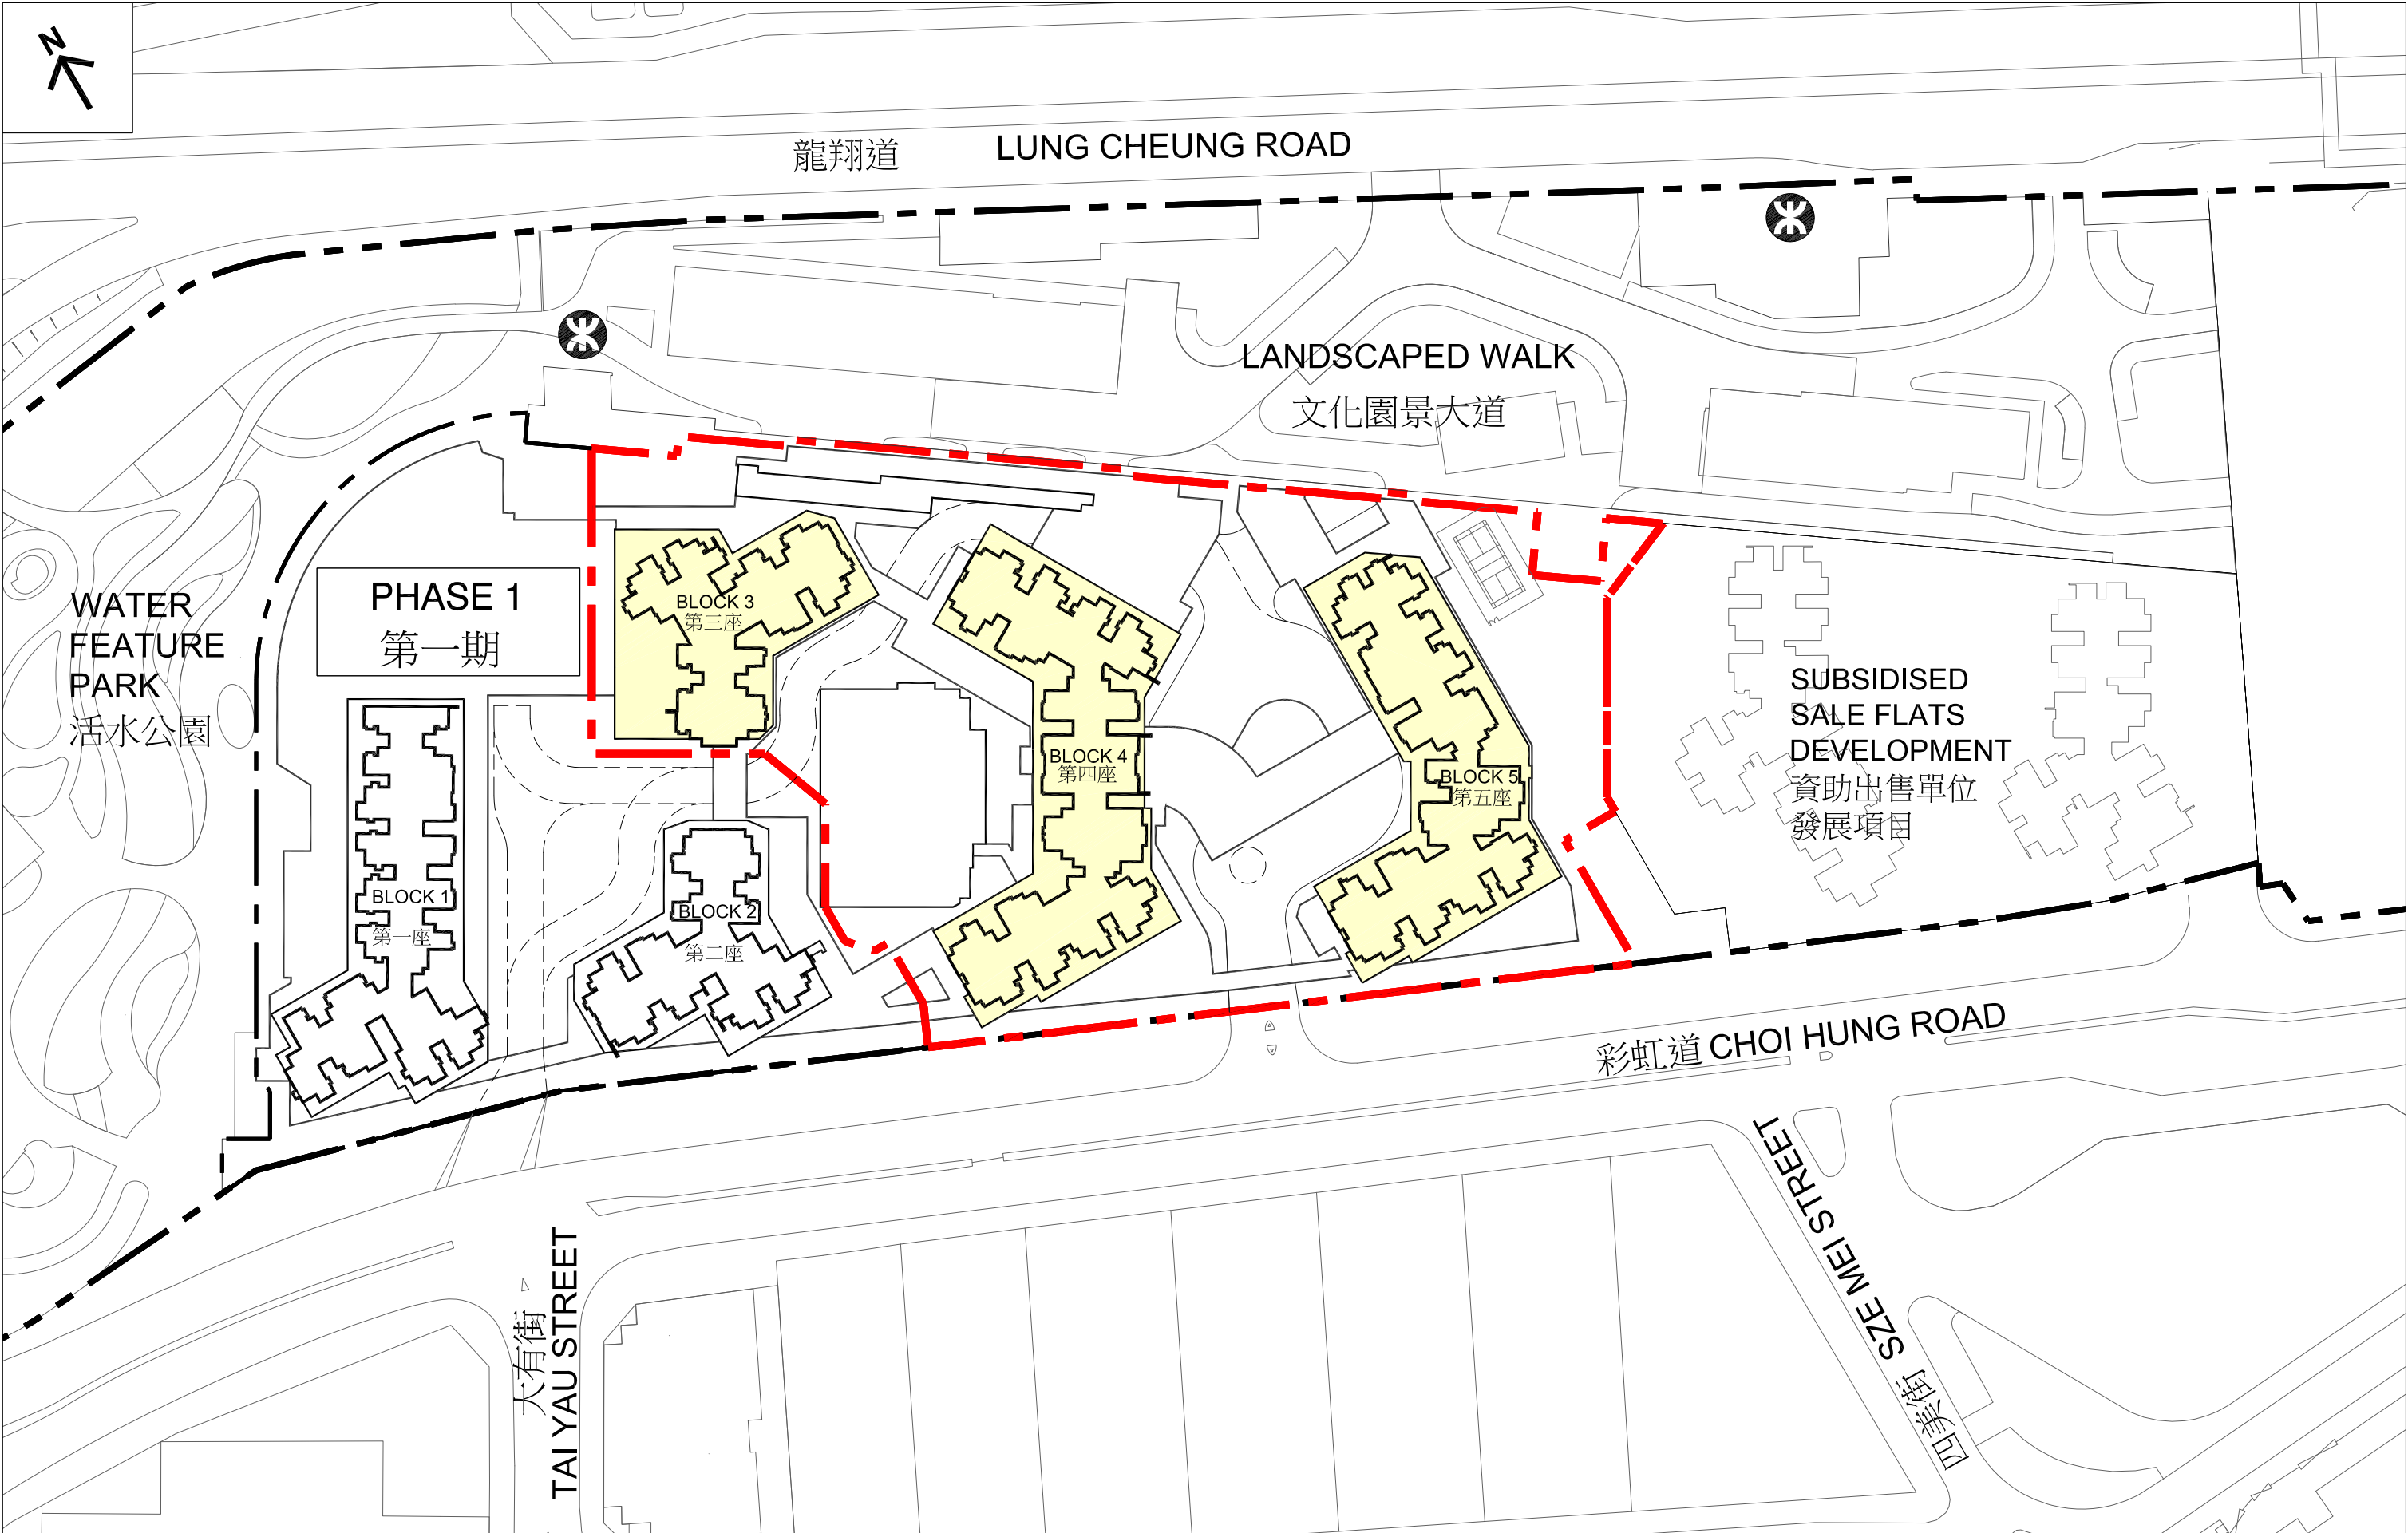 N
龍翔道 LUNG CHEUNG ROAD
LANDSCAPED WALK
文化園景大道
PHASE 1
第一期
WATER
FEATURE
PARK
活水公園
BLOCK 3
第三座
BLOCK 4
第四座
BLOCK 5
第五座
SUBSIDISED
SALE FLATS
DEVELOPMENT
資助出售單位
發展項目
BLOCK 1
第一座
BLOCK 2
第二座
彩虹道 CHOI HUNG ROAD
大有街
TAI YAU STREET
SZE MEI STREET
四美街